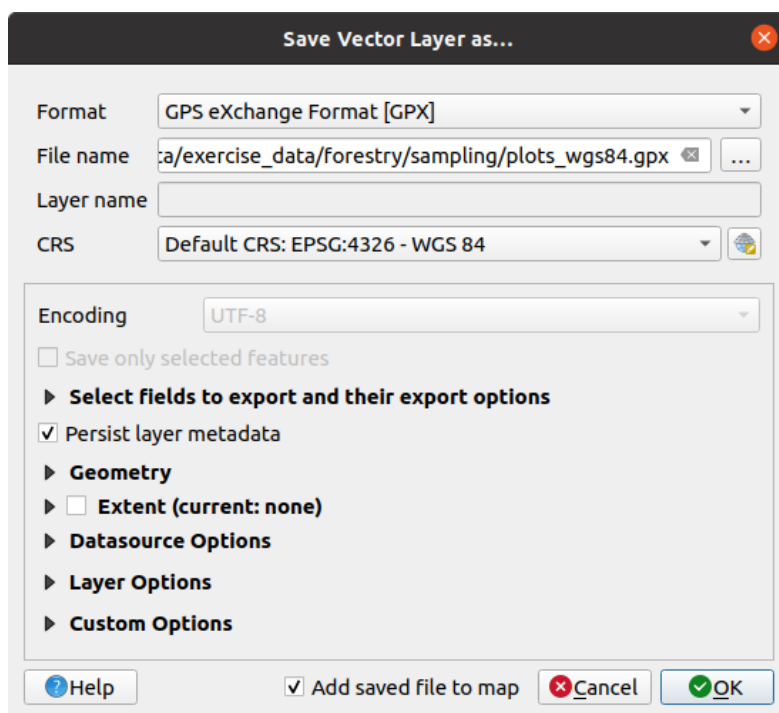 Save Vector Layer as...
Format GPS eXchange Format [GPX]
File name ta/exercise_data/forestry/sampling/plots_wgs84.gpx ...
Layer name
CRS Default CRS: EPSG:4326 - WGS 84
Encoding UTF-8
Save only selected features
Select fields to export and their export options
Persist layer metadata
Geometry
Extent (current: none)
Datasource Options
Layer Options
Custom Options
Help Add saved file to map Cancel OK